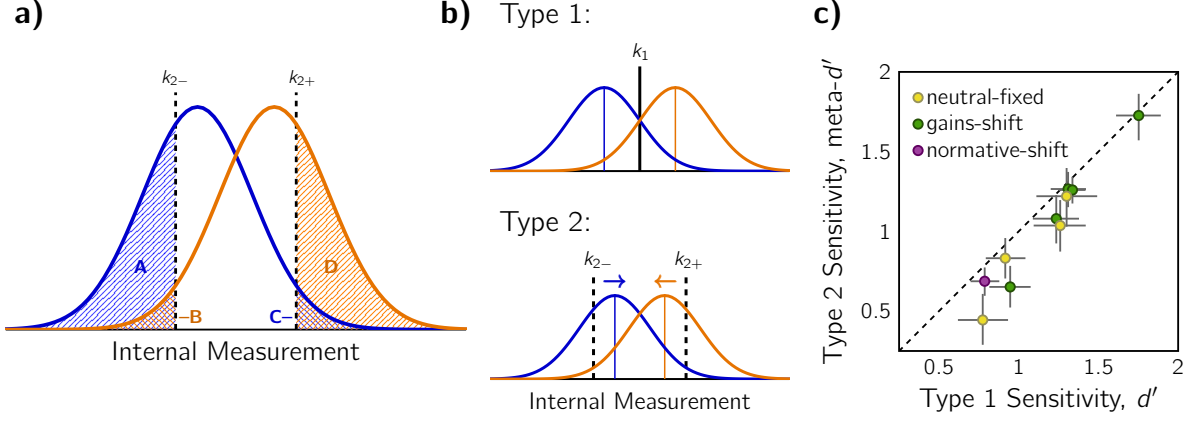 a)
k2−
k2+
A
–B
C–
D
Internal Measurement
b)
Type 1:
k1
Type 2:
k2−
k2+
Internal Measurement
c)
Type 2 Sensitivity, meta-d′
2
1.5
1
0.5
neutral-fixed
gains-shift
normative-shift
0.5 1 1.5 2
Type 1 Sensitivity, d′